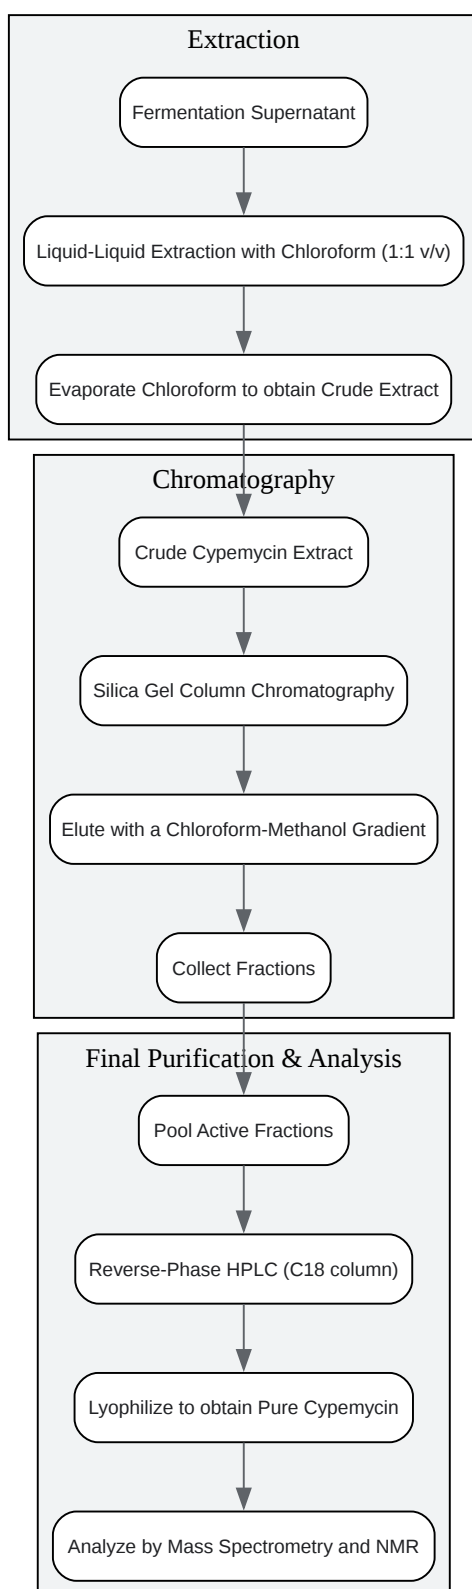 Extraction
Fermentation Supernatant
Liquid-Liquid Extraction with Chloroform (1:1 v/v)
Evaporate Chloroform to obtain Crude Extract
Chromatography
Crude Cypemycin Extract
Silica Gel Column Chromatography
Elute with a Chloroform-Methanol Gradient
Collect Fractions
Final Purification & Analysis
Pool Active Fractions
Reverse-Phase HPLC (C18 column)
Lyophilize to obtain Pure Cypemycin
Analyze by Mass Spectrometry and NMR